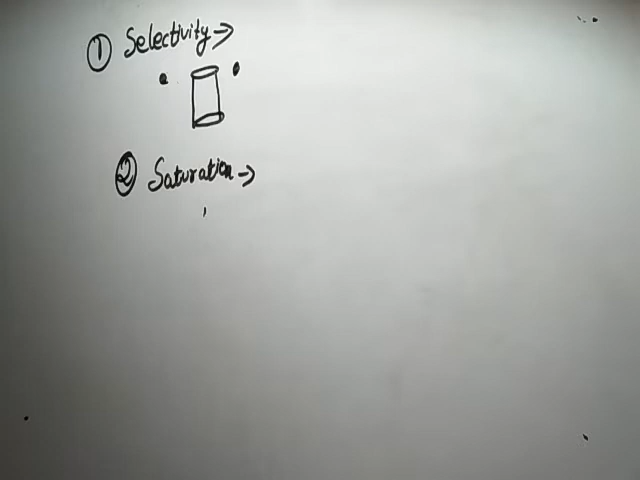 ① Selectivity →
② Saturation →